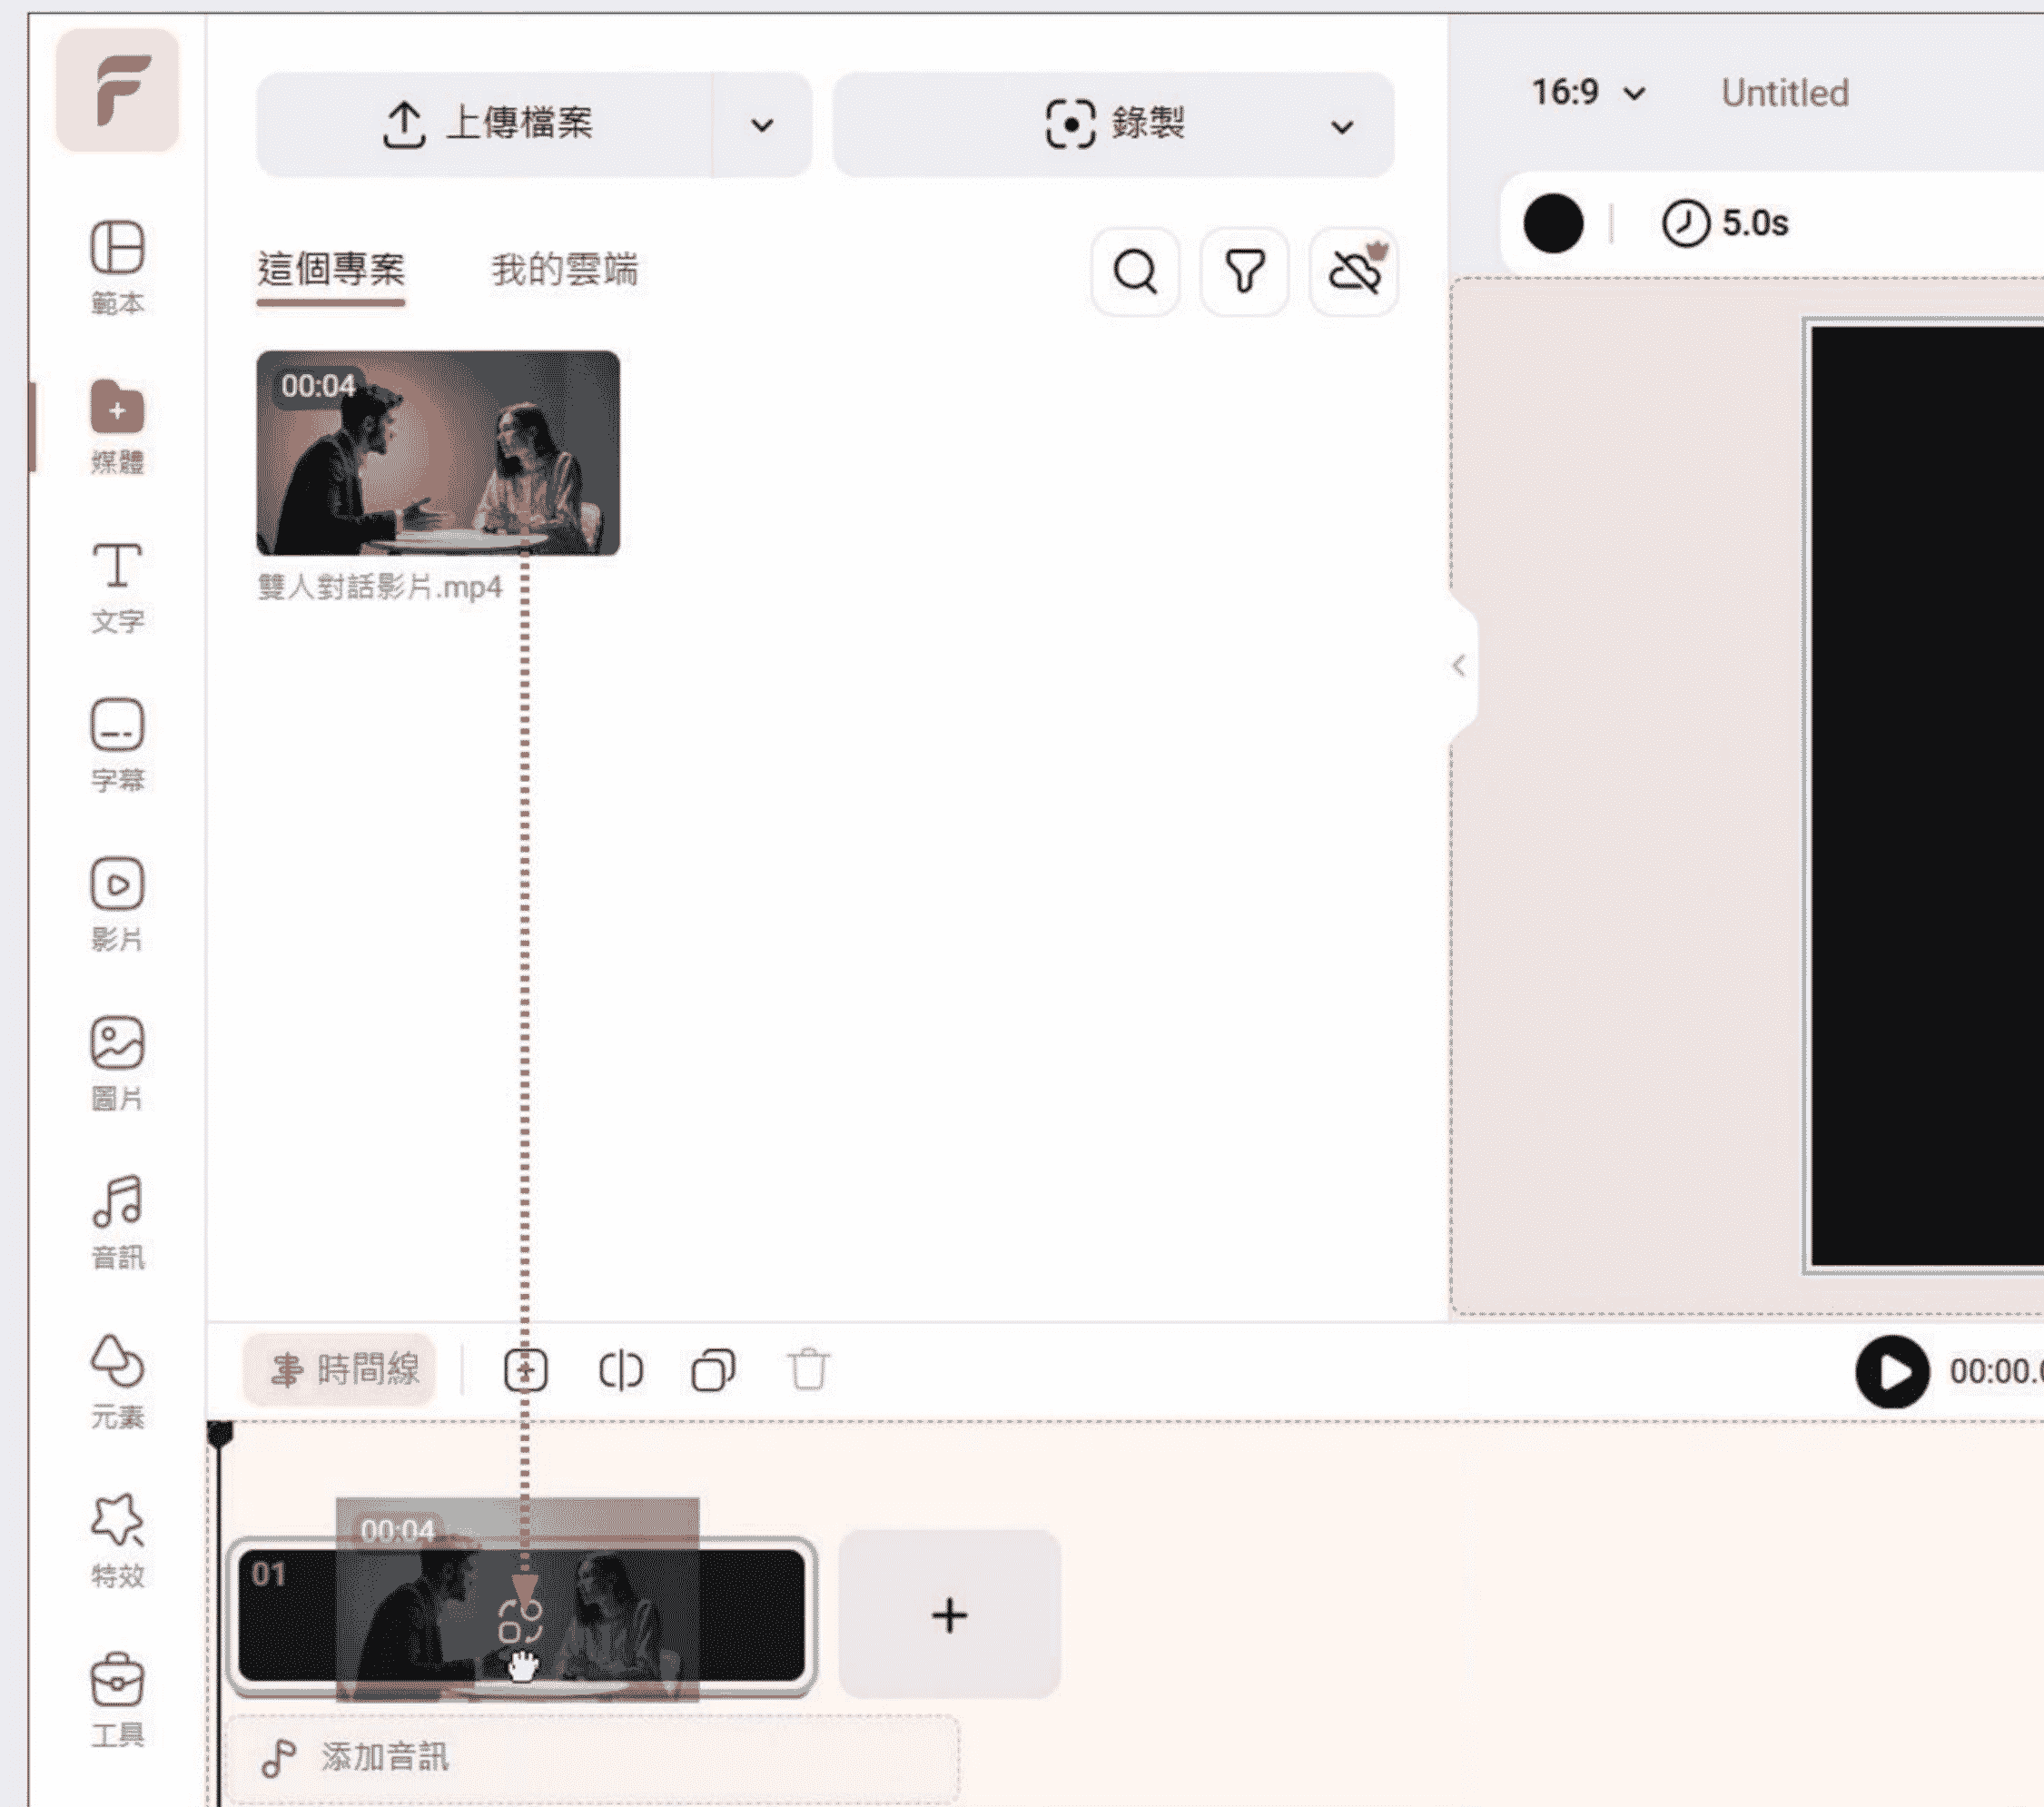 上傳檔案
錄製
16:9
Untitled
5.0s
這個專案
我的雲端
00:04
雙人對話影片.mp4
範本
媒體
文字
字幕
影片
圖片
音訊
元素
特效
工具
時間線
00:00.0
00:04
01
添加音訊